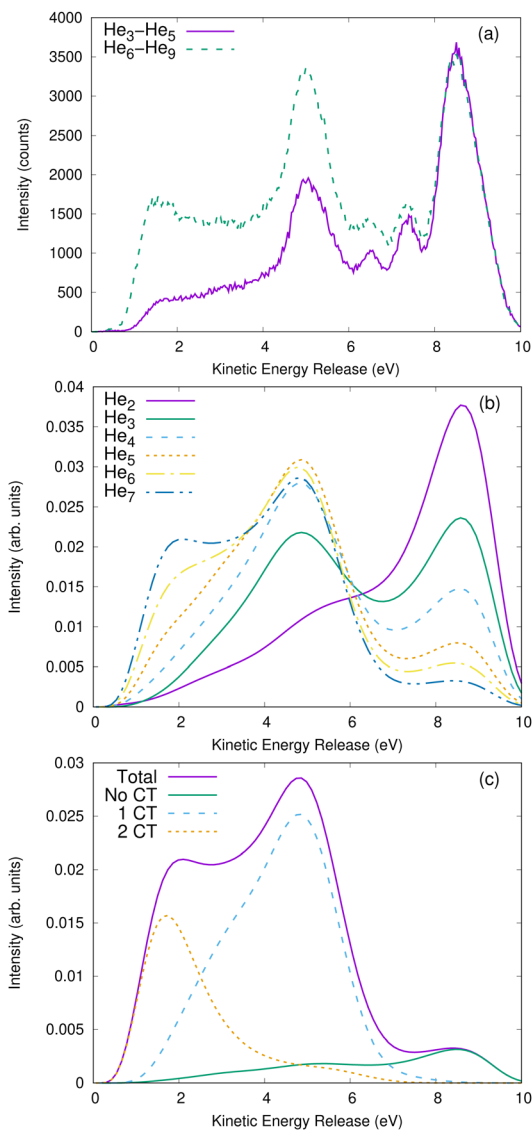 (a)
He3–He5
He6–He9
4000
3500
3000
2500
2000
1500
1000
500
0
Intensity (counts)
0 2 4 6 8 10
Kinetic Energy Release (eV)
(b)
He2
He3
He4
He5
He6
He7
0.04
0.035
0.03
0.025
0.02
0.015
0.01
0.005
0
Intensity (arb. units)
0 2 4 6 8 10
Kinetic Energy Release (eV)
(c)
Total
No CT
1 CT
2 CT
0.03
0.025
0.02
0.015
0.01
0.005
0
Intensity (arb. units)
0 2 4 6 8 10
Kinetic Energy Release (eV)